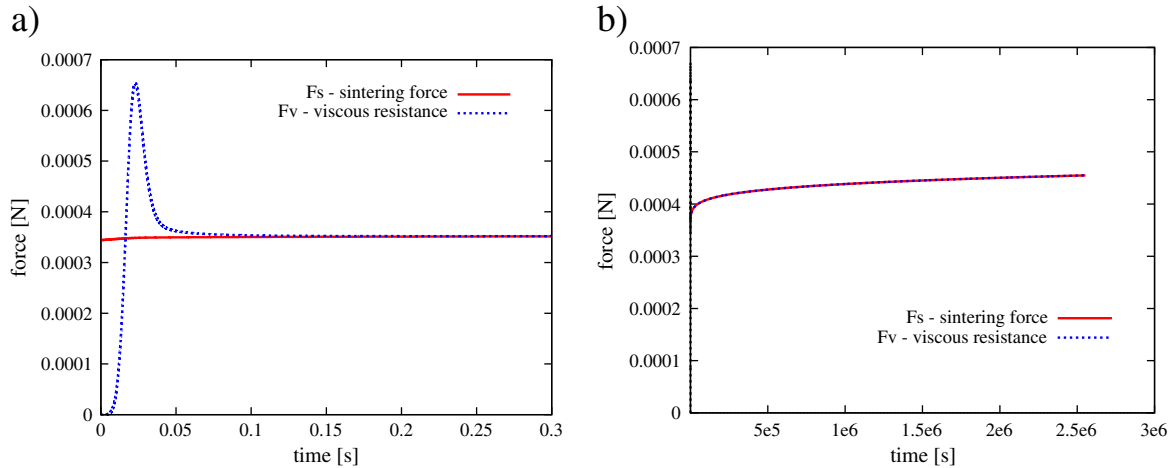 a)
0.0007
0.0006
0.0005
0.0004
0.0003
0.0002
0.0001
0
force [N]
Fs - sintering force
Fv - viscous resistance
0 0.05 0.1 0.15 0.2 0.25 0.3
time [s]
b)
0.0007
0.0006
0.0005
0.0004
0.0003
0.0002
0.0001
0
force [N]
Fs - sintering force
Fv - viscous resistance
5e5 1e6 1.5e6 2e6 2.5e6 3e6
time [s]